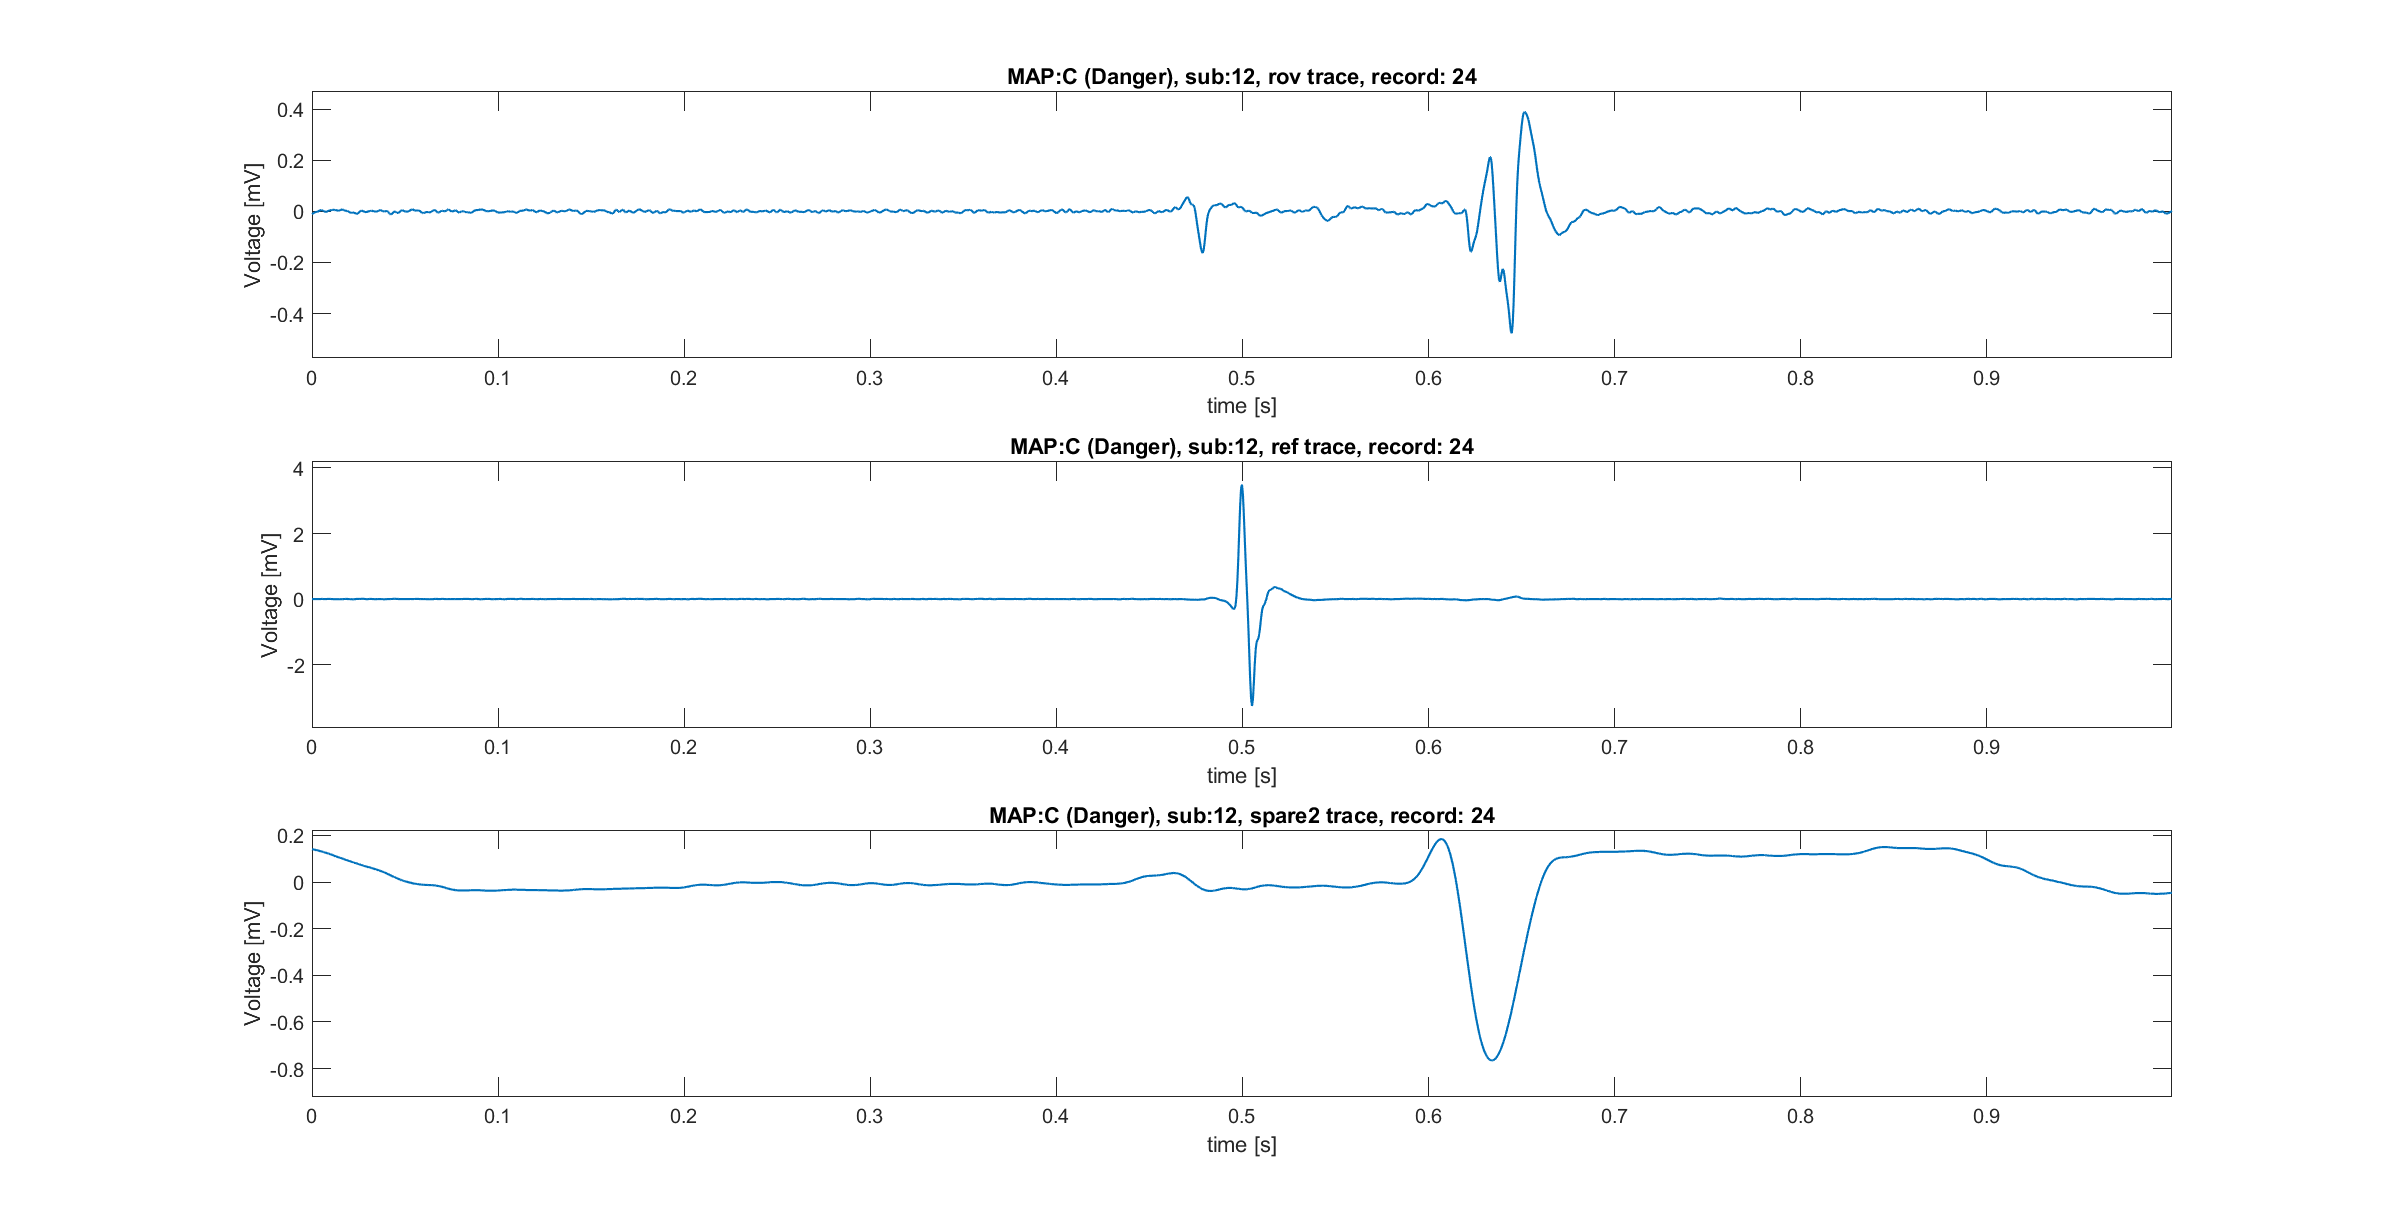 MAP:C (Danger), sub:12, rov trace, record: 24
Voltage [mV]
0.4
0.2
0
-0.2
-0.4
0 0.1 0.2 0.3 0.4 0.5 0.6 0.7 0.8 0.9
time [s]
MAP:C (Danger), sub:12, ref trace, record: 24
Voltage [mV]
4
2
0
-2
0 0.1 0.2 0.3 0.4 0.5 0.6 0.7 0.8 0.9
time [s]
MAP:C (Danger), sub:12, spare2 trace, record: 24
Voltage [mV]
0.2
0
-0.2
-0.4
-0.6
-0.8
0 0.1 0.2 0.3 0.4 0.5 0.6 0.7 0.8 0.9
time [s]